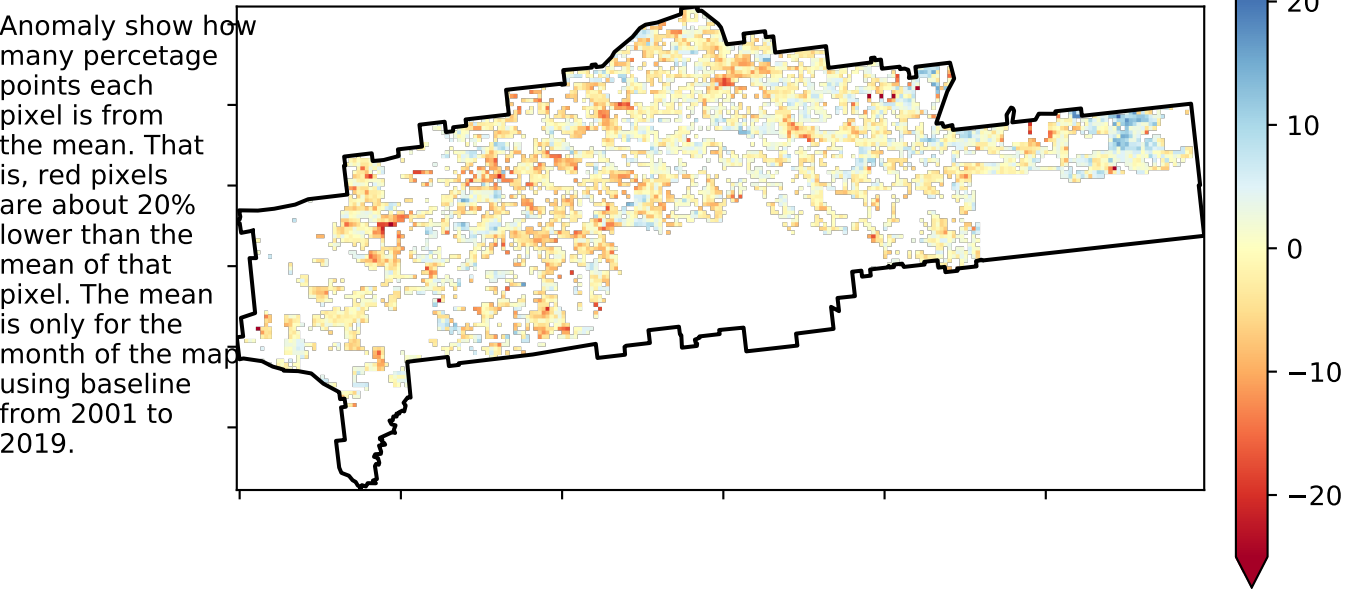 Anomaly show how
many percetage
points each
pixel is from
the mean. That
is, red pixels
are about 20%
lower than the
mean of that
pixel. The mean
is only for the
month of the map
using baseline
from 2001 to
2019.
20
10
0
−10
−20